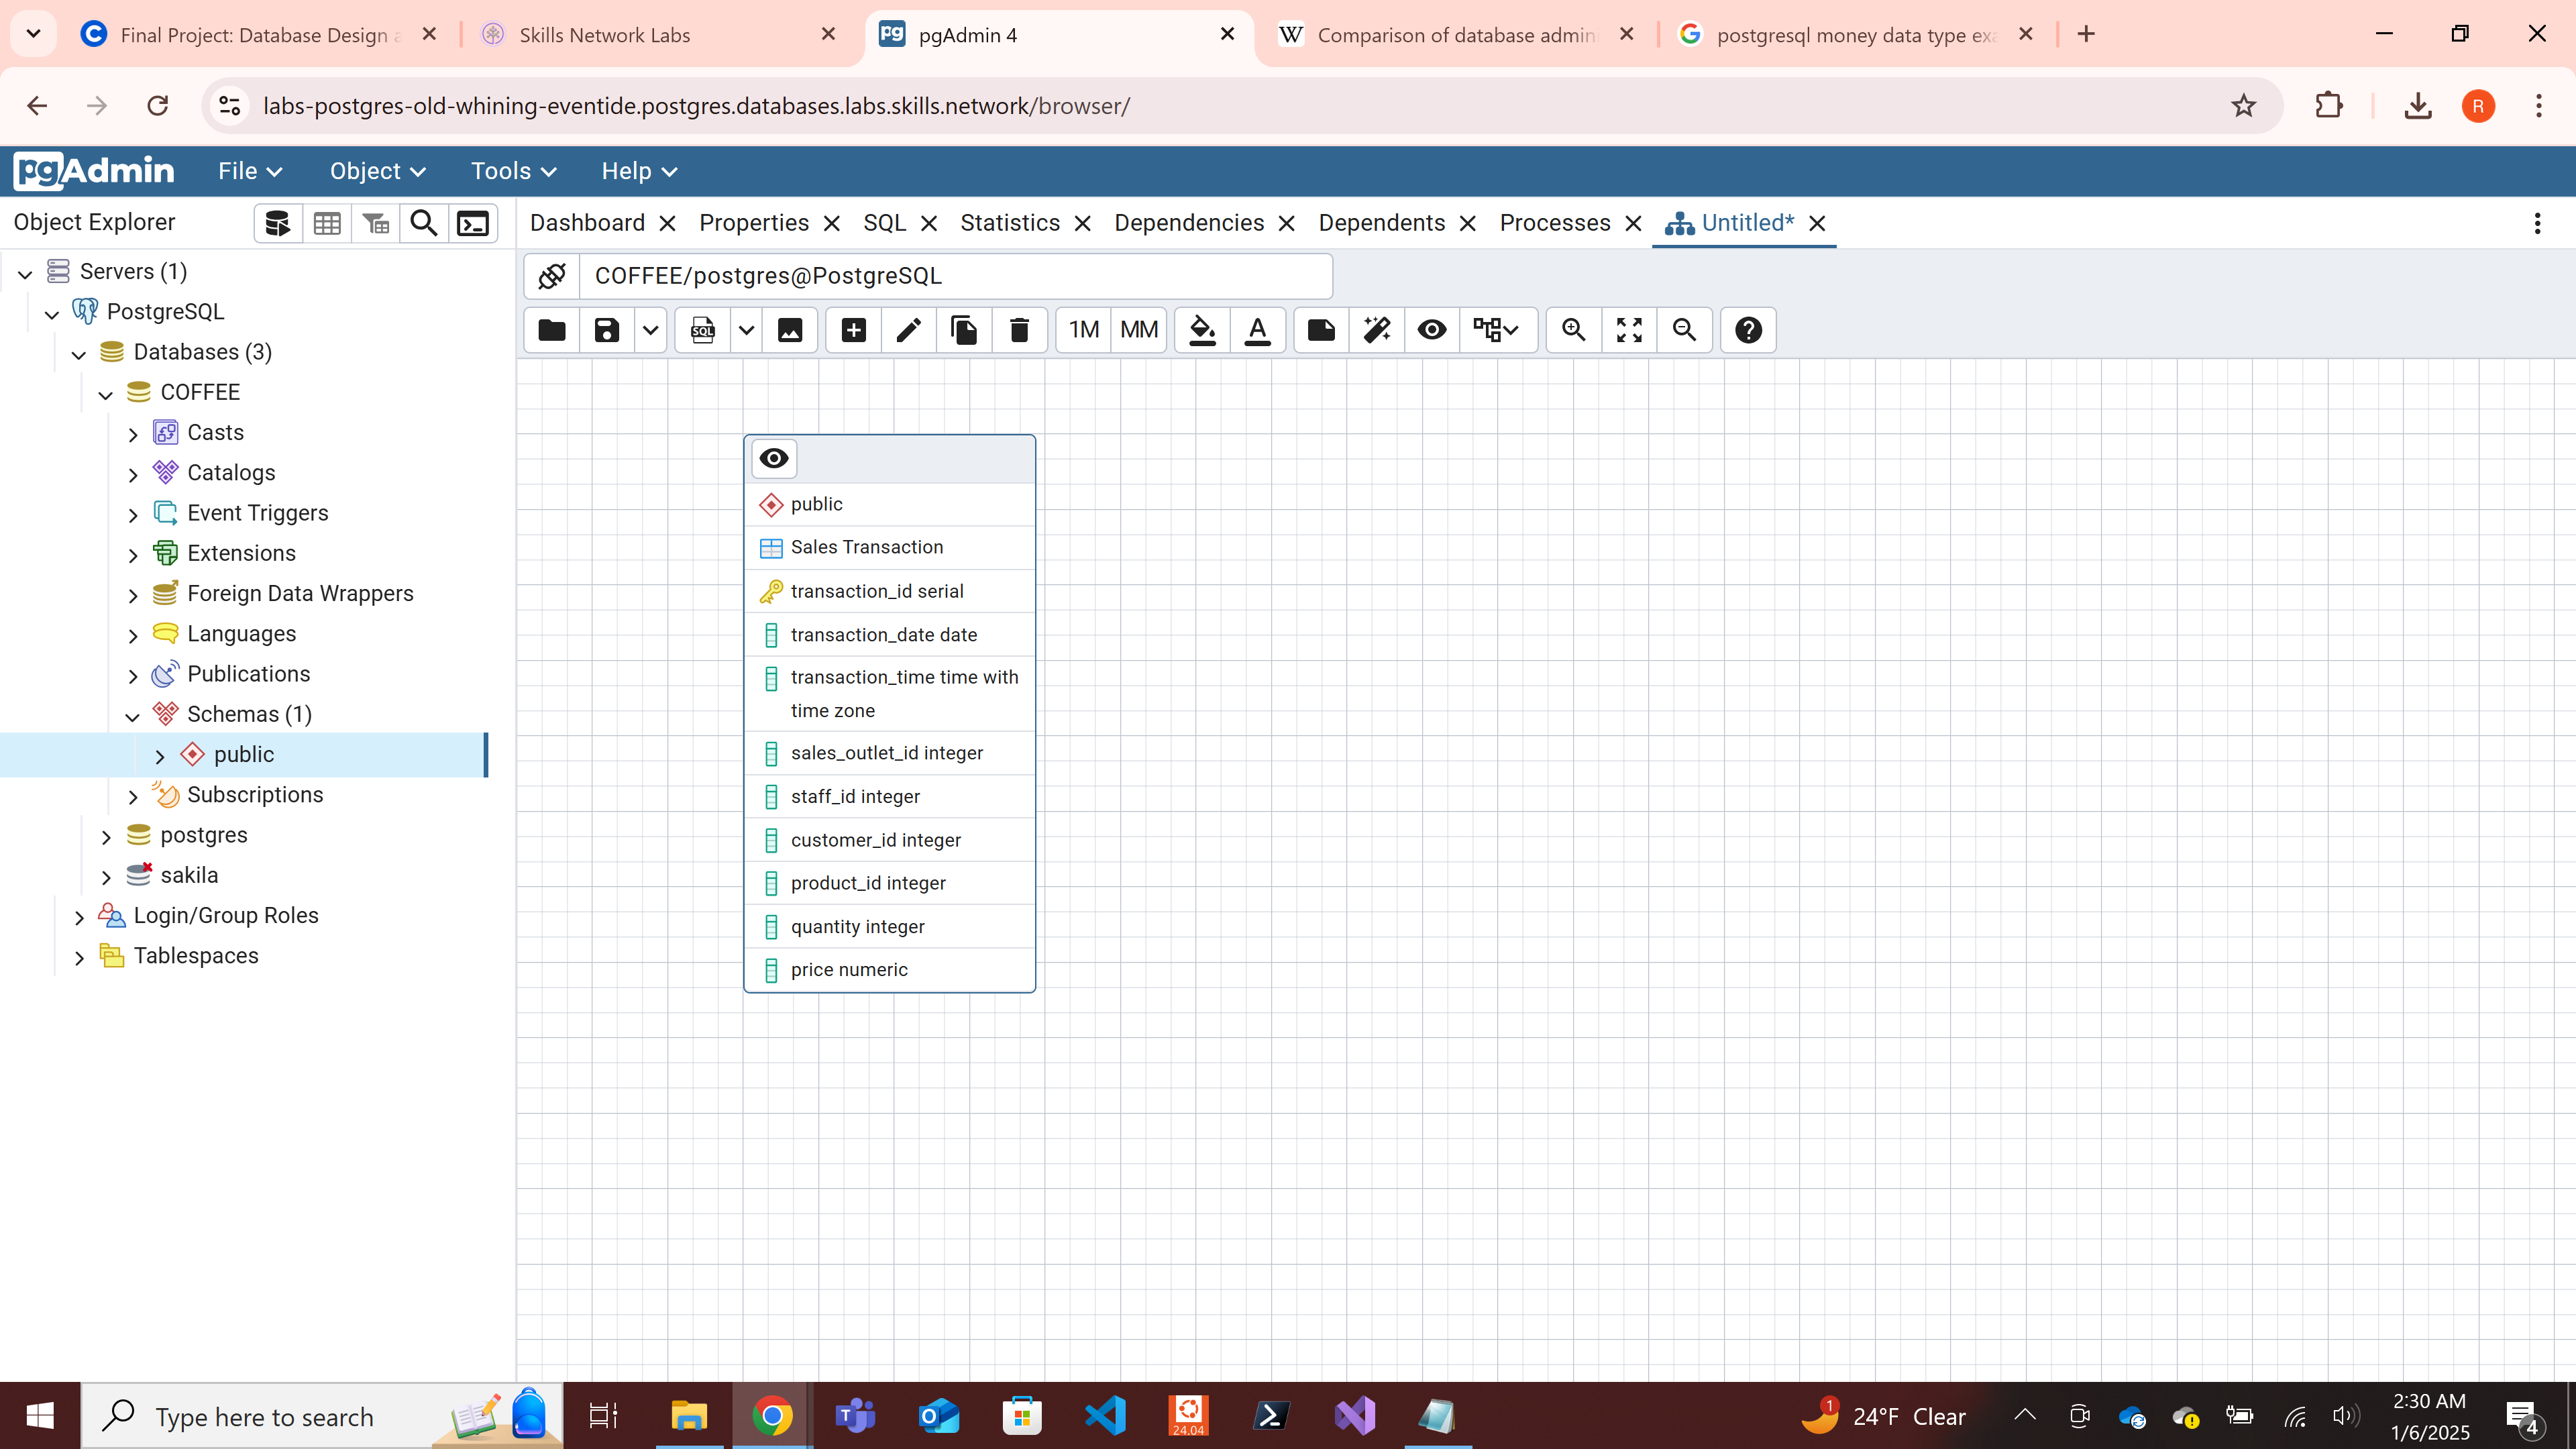 Final Project: Database Design a
Skills Network Labs
pgAdmin 4
W
Comparison of database admin
postgresql money data type exa
labs-postgres-old-whining-eventide.postgres.databases.labs.skills.network/browser/
R
pgAdmin
File
Object
Tools
Help
Object Explorer
Dashboard
Properties
SQL
Statistics
Dependencies
Dependents
Processes
Untitled*
COFFEE/postgres@PostgreSQL
SQL
1M
MM
A
Servers (1)
PostgreSQL
Databases (3)
COFFEE
Casts
Catalogs
Event Triggers
Extensions
Foreign Data Wrappers
Languages
Publications
Schemas (1)
public
Subscriptions
postgres
sakila
Login/Group Roles
Tablespaces
public
Sales Transaction
transaction_id serial
transaction_date date
transaction_time time with
time zone
sales_outlet_id integer
staff_id integer
customer_id integer
product_id integer
quantity integer
price numeric
Type here to search
24.04
1
24°F Clear
2:30 AM
1/6/2025
4